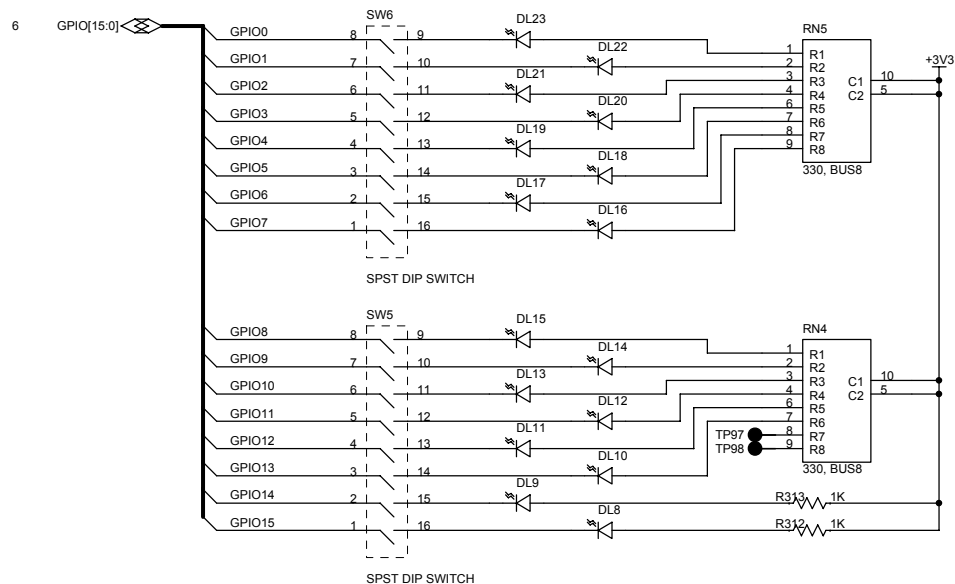 6 GPIO[15:0]
SW6
GPIO0 8 9 DL23
GPIO1 7 10 DL22
GPIO2 6 11 DL21
GPIO3 5 12 DL20
GPIO4 4 13 DL19
GPIO5 3 14 DL18
GPIO6 2 15 DL17
GPIO7 1 16 DL16
SPST DIP SWITCH
RN5
1 R1
2 R2
3 R3
4 R4
6 R5
7 R6
8 R7
9 R8
C1 10
C2 5
330, BUS8
+3V3
SW5
GPIO8 8 9 DL15
GPIO9 7 10 DL14
GPIO10 6 11 DL13
GPIO11 5 12 DL12
GPIO12 4 13 DL11
GPIO13 3 14 DL10
GPIO14 2 15 DL9
GPIO15 1 16 DL8
SPST DIP SWITCH
RN4
1 R1
2 R2
3 R3
4 R4
6 R5
7 R6
TP97 8 R7
TP98 9 R8
C1 10
C2 5
330, BUS8
R313 1K
R312 1K